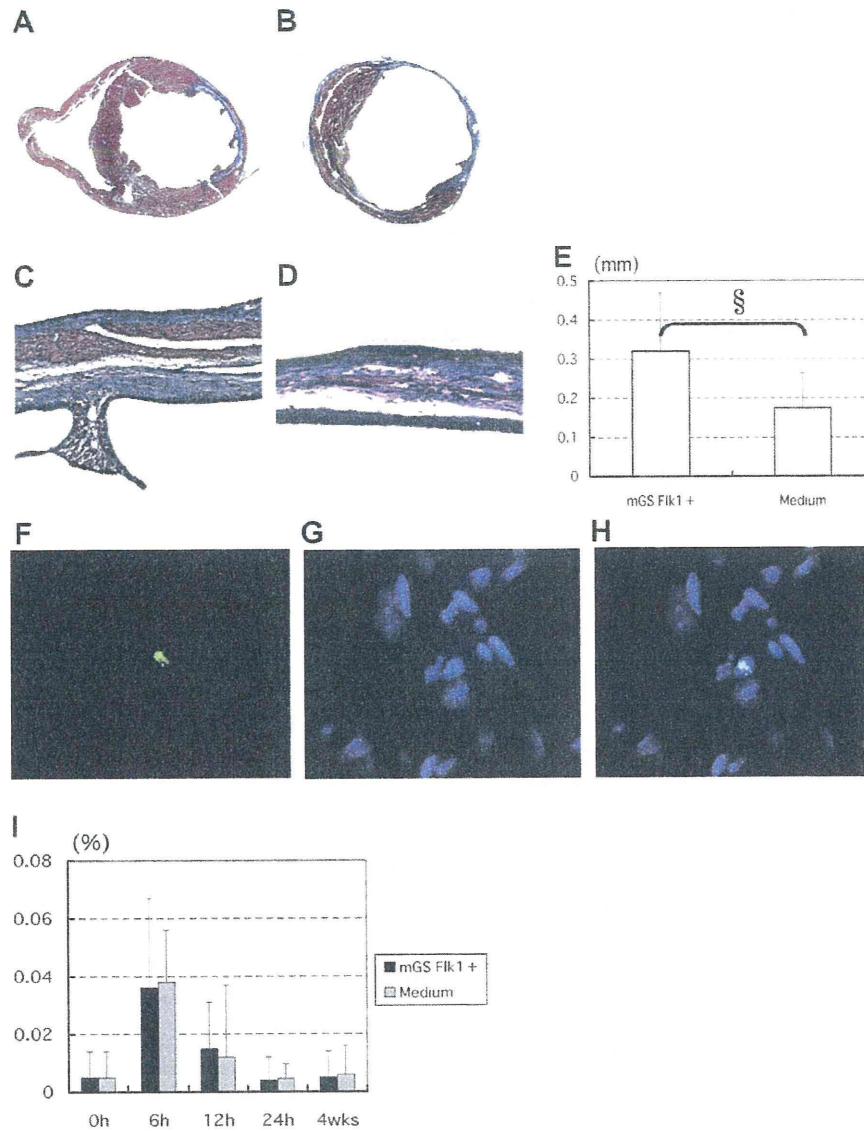 A
B
C
D
E
(mm)
0.5
0.4
0.3
0.2
0.1
0
§
mGS Flk1 +
Medium
F
G
H
I
(%)
0.08
0.06
0.04
0.02
0
0h
6h
12h
24h
4wks
mGS Flk1 +
Medium